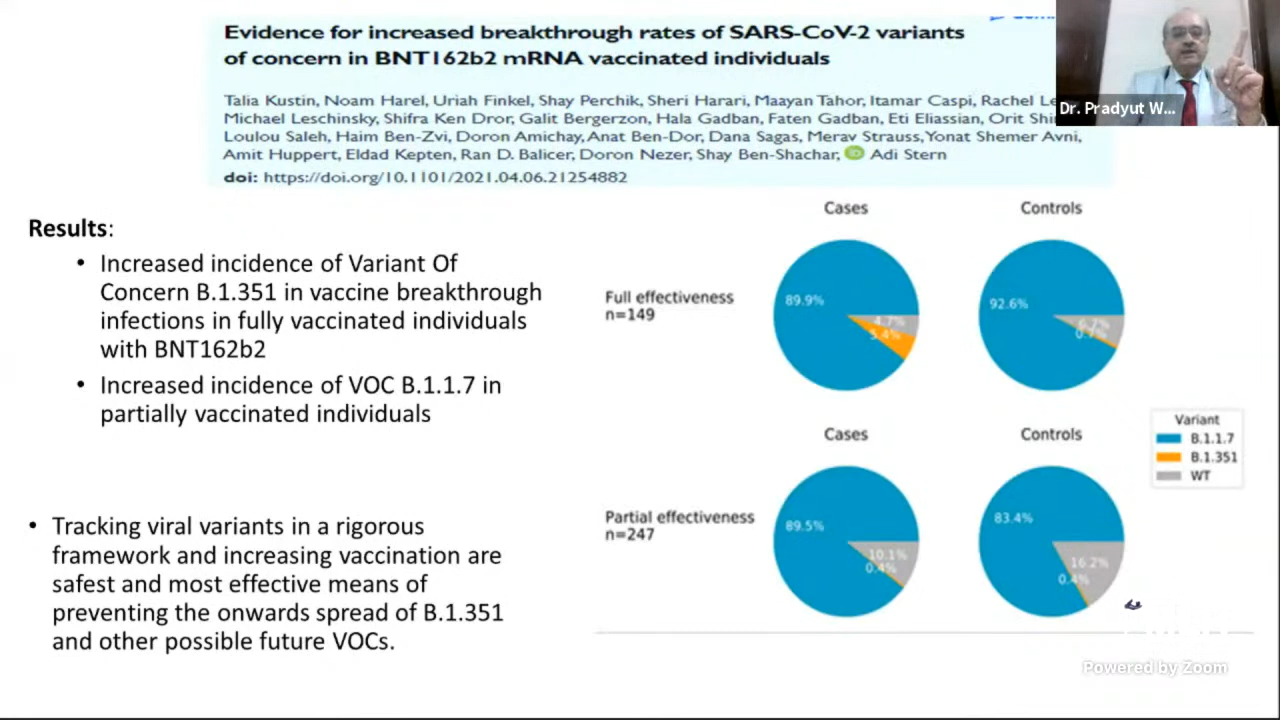 Evidence for increased breakthrough rates of SARS-CoV-2 variants
of concern in BNT162b2 mRNA vaccinated individuals
Talia Kustin, Noam Harel, Uriah Finkel, Shay Perchik, Sheri Harari, Maayan Tahor, Itamar Caspi, Rachel
Michael Leschinsky, Shifra Ken Dror, Galit Bergerzon, Hala Gadban, Faten Gadban, Eti Eliassian, Orit
Loulou Saleh, Haim Ben-Zvi, Doron Amichay, Anat Ben-Dor, Dana Sagas, Merav Strauss, Yonat Shemer Avni,
Amit Huppert, Eldad Kepten, Ran D. Balicer, Doron Nezer, Shay Ben-Shachar, iD Adi Stern
doi: https://doi.org/10.1101/2021.04.06.21254882
Dr. Pradyut W...
Results:
• Increased incidence of Variant Of
Concern B.1.351 in vaccine breakthrough
infections in fully vaccinated individuals
with BNT162b2
• Increased incidence of VOC B.1.1.7 in
partially vaccinated individuals
• Tracking viral variants in a rigorous
framework and increasing vaccination are
safest and most effective means of
preventing the onwards spread of B.1.351
and other possible future VOCs.
Cases
Controls
Full effectiveness
n=149
89.9%
4.7%
5.4%
92.6%
6.7%
0.7%
Cases
Controls
Partial effectiveness
n=247
89.5%
10.1%
0.4%
83.4%
16.2%
0.4%
Variant
B.1.1.7
B.1.351
WT
Powered by Zoom